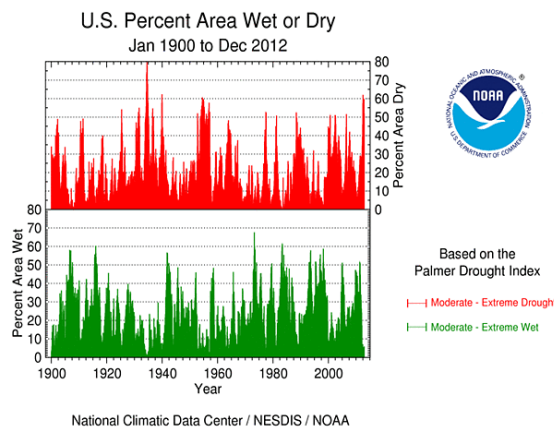 U.S. Percent Area Wet or Dry
Jan 1900 to Dec 2012
80
70
60
50
40
30
20
10
0
Percent Area Dry
80
70
60
50
40
30
20
10
0
Percent Area Wet
1900 1920 1940 1960 1980 2000
Year
NATIONAL OCEANIC AND ATMOSPHERIC ADMINISTRATION
NOAA
®
U.S. DEPARTMENT OF COMMERCE
Based on the
Palmer Drought Index
Moderate - Extreme Drough
Moderate - Extreme Wet
National Climatic Data Center / NESDIS / NOAA